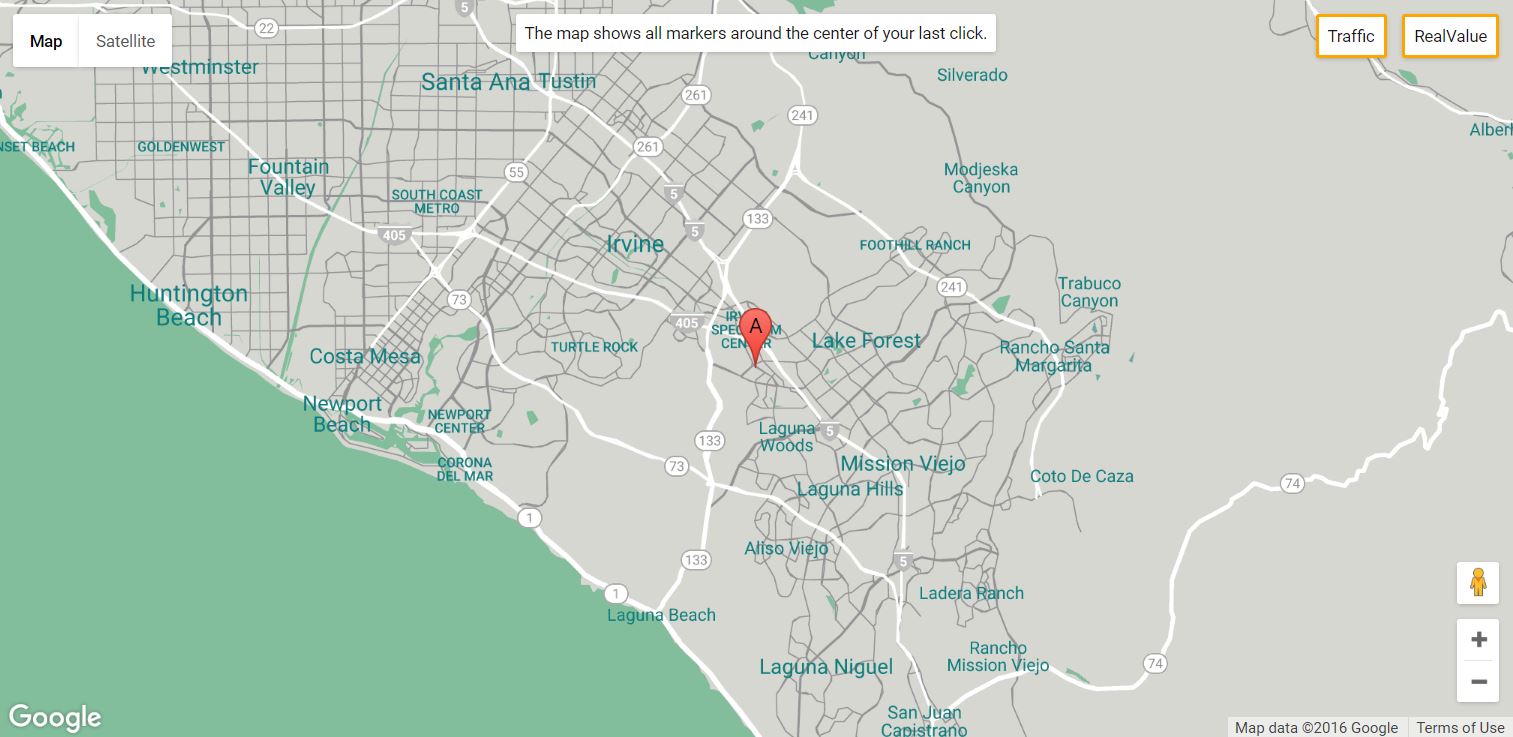 Map
Satellite
The map shows all markers around the center of your last click.
Traffic
RealValue
5
22
Westminster
Santa Ana
Tustin
Canyon
Silverado
261
241
Alberh
NSET BEACH
GOLDENWEST
261
Fountain
Valley
55
Modjeska
Canyon
SOUTH COAST
METRO
5
133
405
5
Irvine
FOOTHILL RANCH
Huntington
Beach
73
241
Trabuco
Canyon
405
A
TURTLE ROCK
Lake Forest
Costa Mesa
Rancho Santa
Margarita
Newport
Beach
NEWPORT
CENTER
133
Laguna
Woods
5
CORONA
DEL MAR
73
Mission Viejo
Laguna Hills
Coto De Caza
74
1
Aliso Viejo
133
5
1
Ladera Ranch
Laguna Beach
Rancho
Mission Viejo
74
Laguna Niguel
San Juan
Capistrano
Google
Map data ©2016 Google
Terms of Use